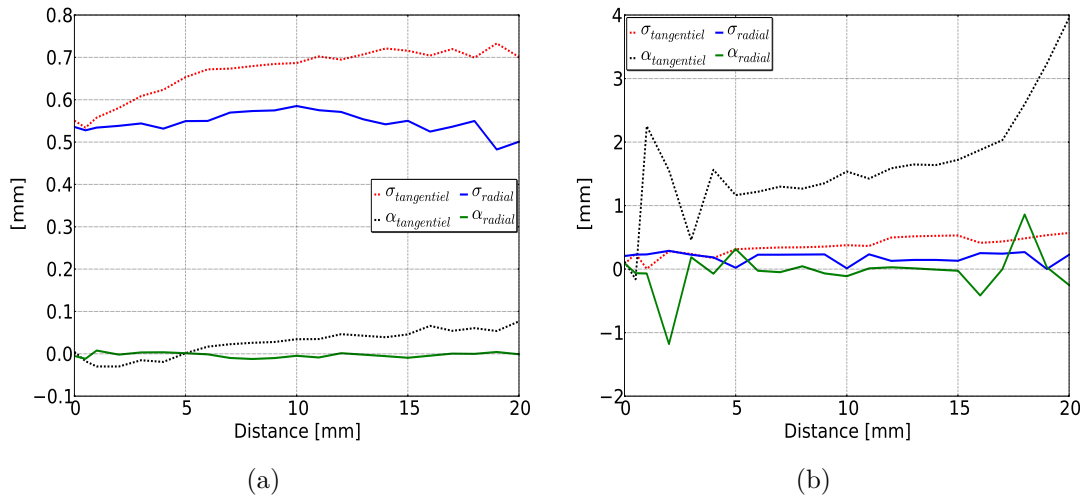 0.8
0.7
0.6
0.5
0.4
0.3
0.2
0.1
0.0
−0.1
[mm]
0 5 10 15 20
Distance [mm]
σtangentiel σradial
αtangentiel αradial
(a)
4
3
2
1
0
−1
−2
[mm]
0 5 10 15 20
Distance [mm]
σtangentiel σradial
αtangentiel αradial
(b)